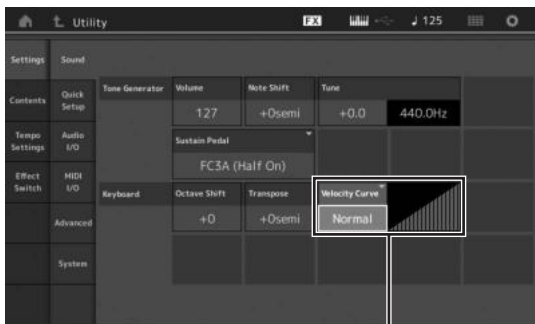 Utility FX ♩ 125
Settings Sound
Contents Quick Setup
Tempo Settings Audio I/O
Effect Switch MIDI I/O
Advanced
System
Tone Generator Volume Note Shift Tune
127 +0semi +0.0 440.0Hz
Sustain Pedal
FC3A (Half On)
Keyboard Octave Shift Transpose Velocity Curve
+0 +0semi Normal